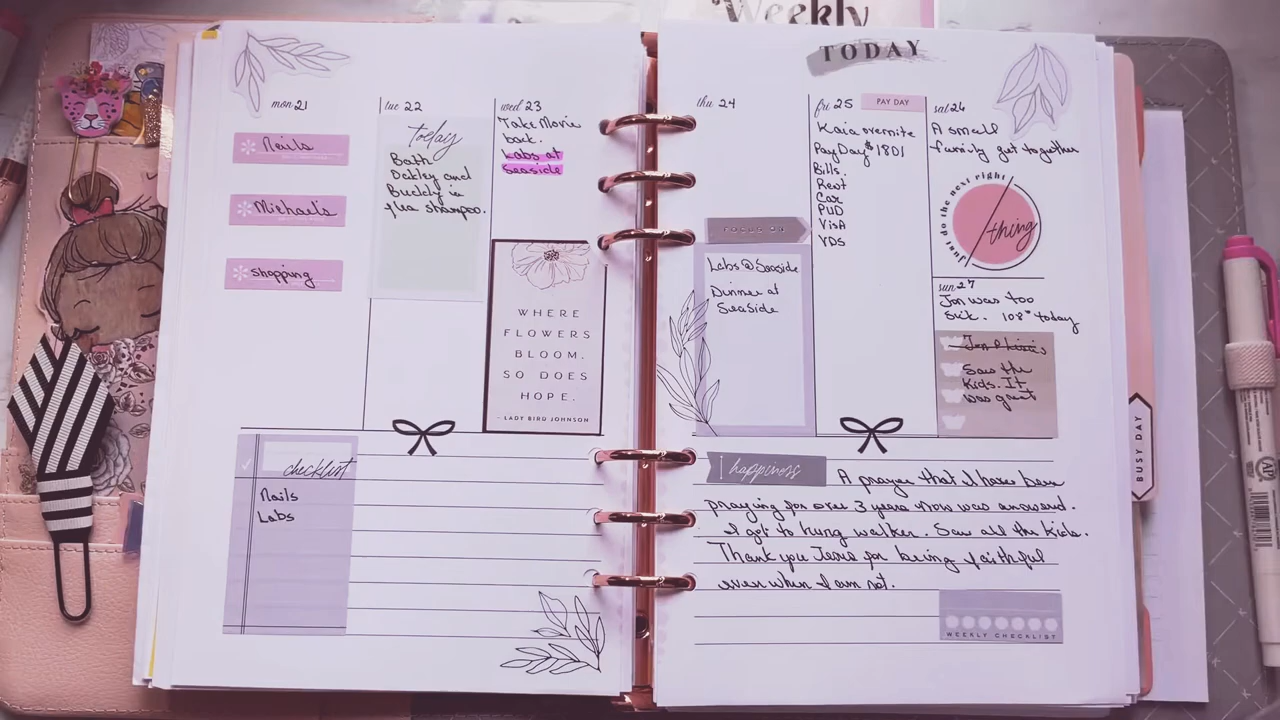 Weekly
mon 21
Nails
Michael's
Shopping
tue 22
today
Bath
Oakley and
Buddy in
flea shampoo.
wed 23
Take Movie
back.
Labs at
Seaside
WHERE
FLOWERS
BLOOM.
SO DOES
HOPE.
- LADY BIRD JOHNSON
checklist
Nails
Labs
TODAY
thu 24
FOCUS ON
Labs @ Seaside
Dinner at
Seaside
fri 25
PAY DAY
Kaia overnite
PayDay $1801
Bills.
Rent
Car
PUD
Visa
VDS
sat 26
A small
family get together
Just do the next right
thing
sun 27
Jon was too
sick. 108° today
Saw the
kids. It
was great
happiness
A prayer that I have been
praying for over 3 years now was answered.
I got to hung walker. Saw all the kids.
Thank you Jesus for being faithful
even when I am not.
WEEKLY CHECKLIST
BUSY DAY
AP